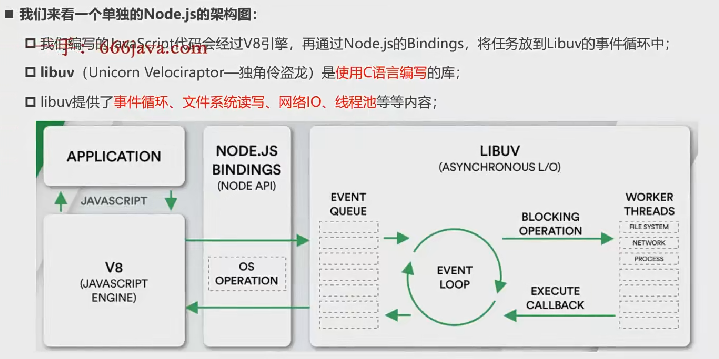 我们来看一个单独的Node.js的架构图：
我们编写的JavaScript代码会经过V8引擎，再通过Node.js的Bindings，将任务放到Libuv的事件循环中；
一手：666java.com
libuv（Unicorn Velociraptor—独角伶盗龙）是使用C语言编写的库；
libuv提供了事件循环、文件系统读写、网络IO、线程池等等内容；
APPLICATION
JAVASCRIPT
V8
(JAVASCRIPT
ENGINE)
NODE.JS
BINDINGS
(NODE API)
OS
OPERATION
LIBUV
(ASYNCHRONOUS I/O)
EVENT
QUEUE
EVENT
LOOP
BLOCKING
OPERATION
EXECUTE
CALLBACK
WORKER
THREADS
FILE SYSTEM
NETWORK
PROCESS